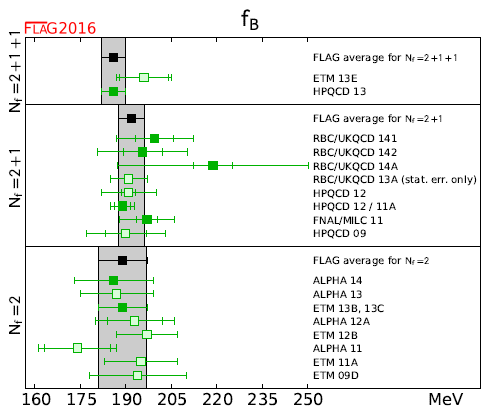 f_B
FLAG2016
N_f=2+1+1
FLAG average for N_f=2+1+1
ETM 13E
HPQCD 13
N_f=2+1
FLAG average for N_f=2+1
RBC/UKQCD 141
RBC/UKQCD 142
RBC/UKQCD 14A
RBC/UKQCD 13A (stat. err. only)
HPQCD 12
HPQCD 12 / 11A
FNAL/MILC 11
HPQCD 09
N_f=2
FLAG average for N_f=2
ALPHA 14
ALPHA 13
ETM 13B, 13C
ALPHA 12A
ETM 12B
ALPHA 11
ETM 11A
ETM 09D
160 175 190 205 220 235 250 MeV